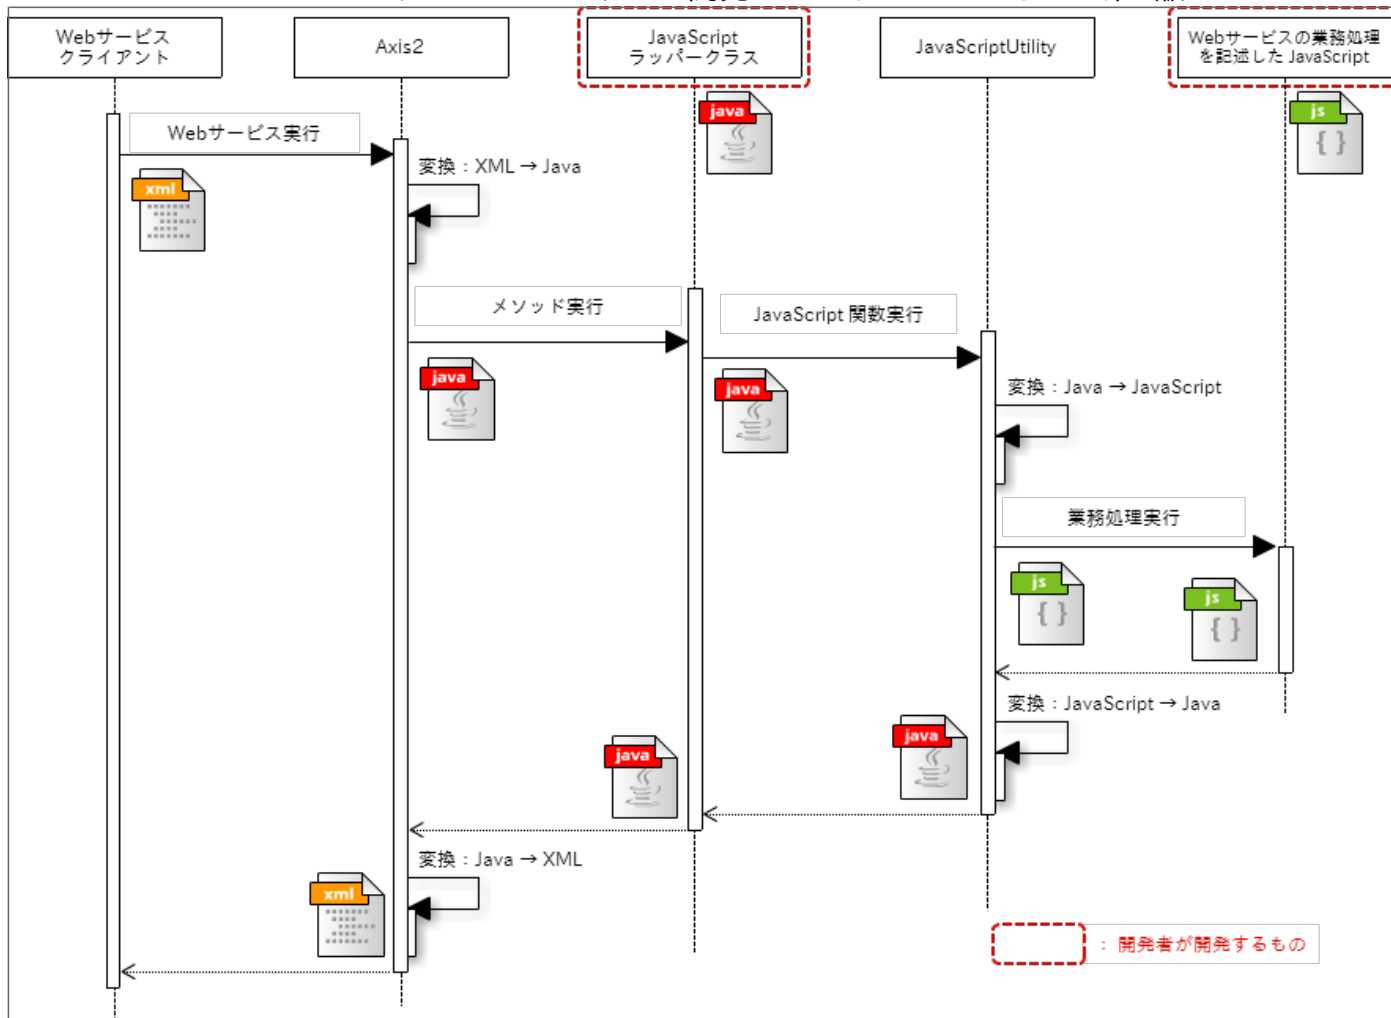 Webサービス
クライアント
Axis2
JavaScript
ラッパークラス
JavaScriptUtility
Webサービスの業務処理
を記述した JavaScript
java
js
Webサービス実行
変換：XML → Java
xml
メソッド実行
JavaScript 関数実行
java
java
変換：Java → JavaScript
業務処理実行
js
js
変換：JavaScript → Java
java
java
変換：Java → XML
xml
：開発者が開発するもの